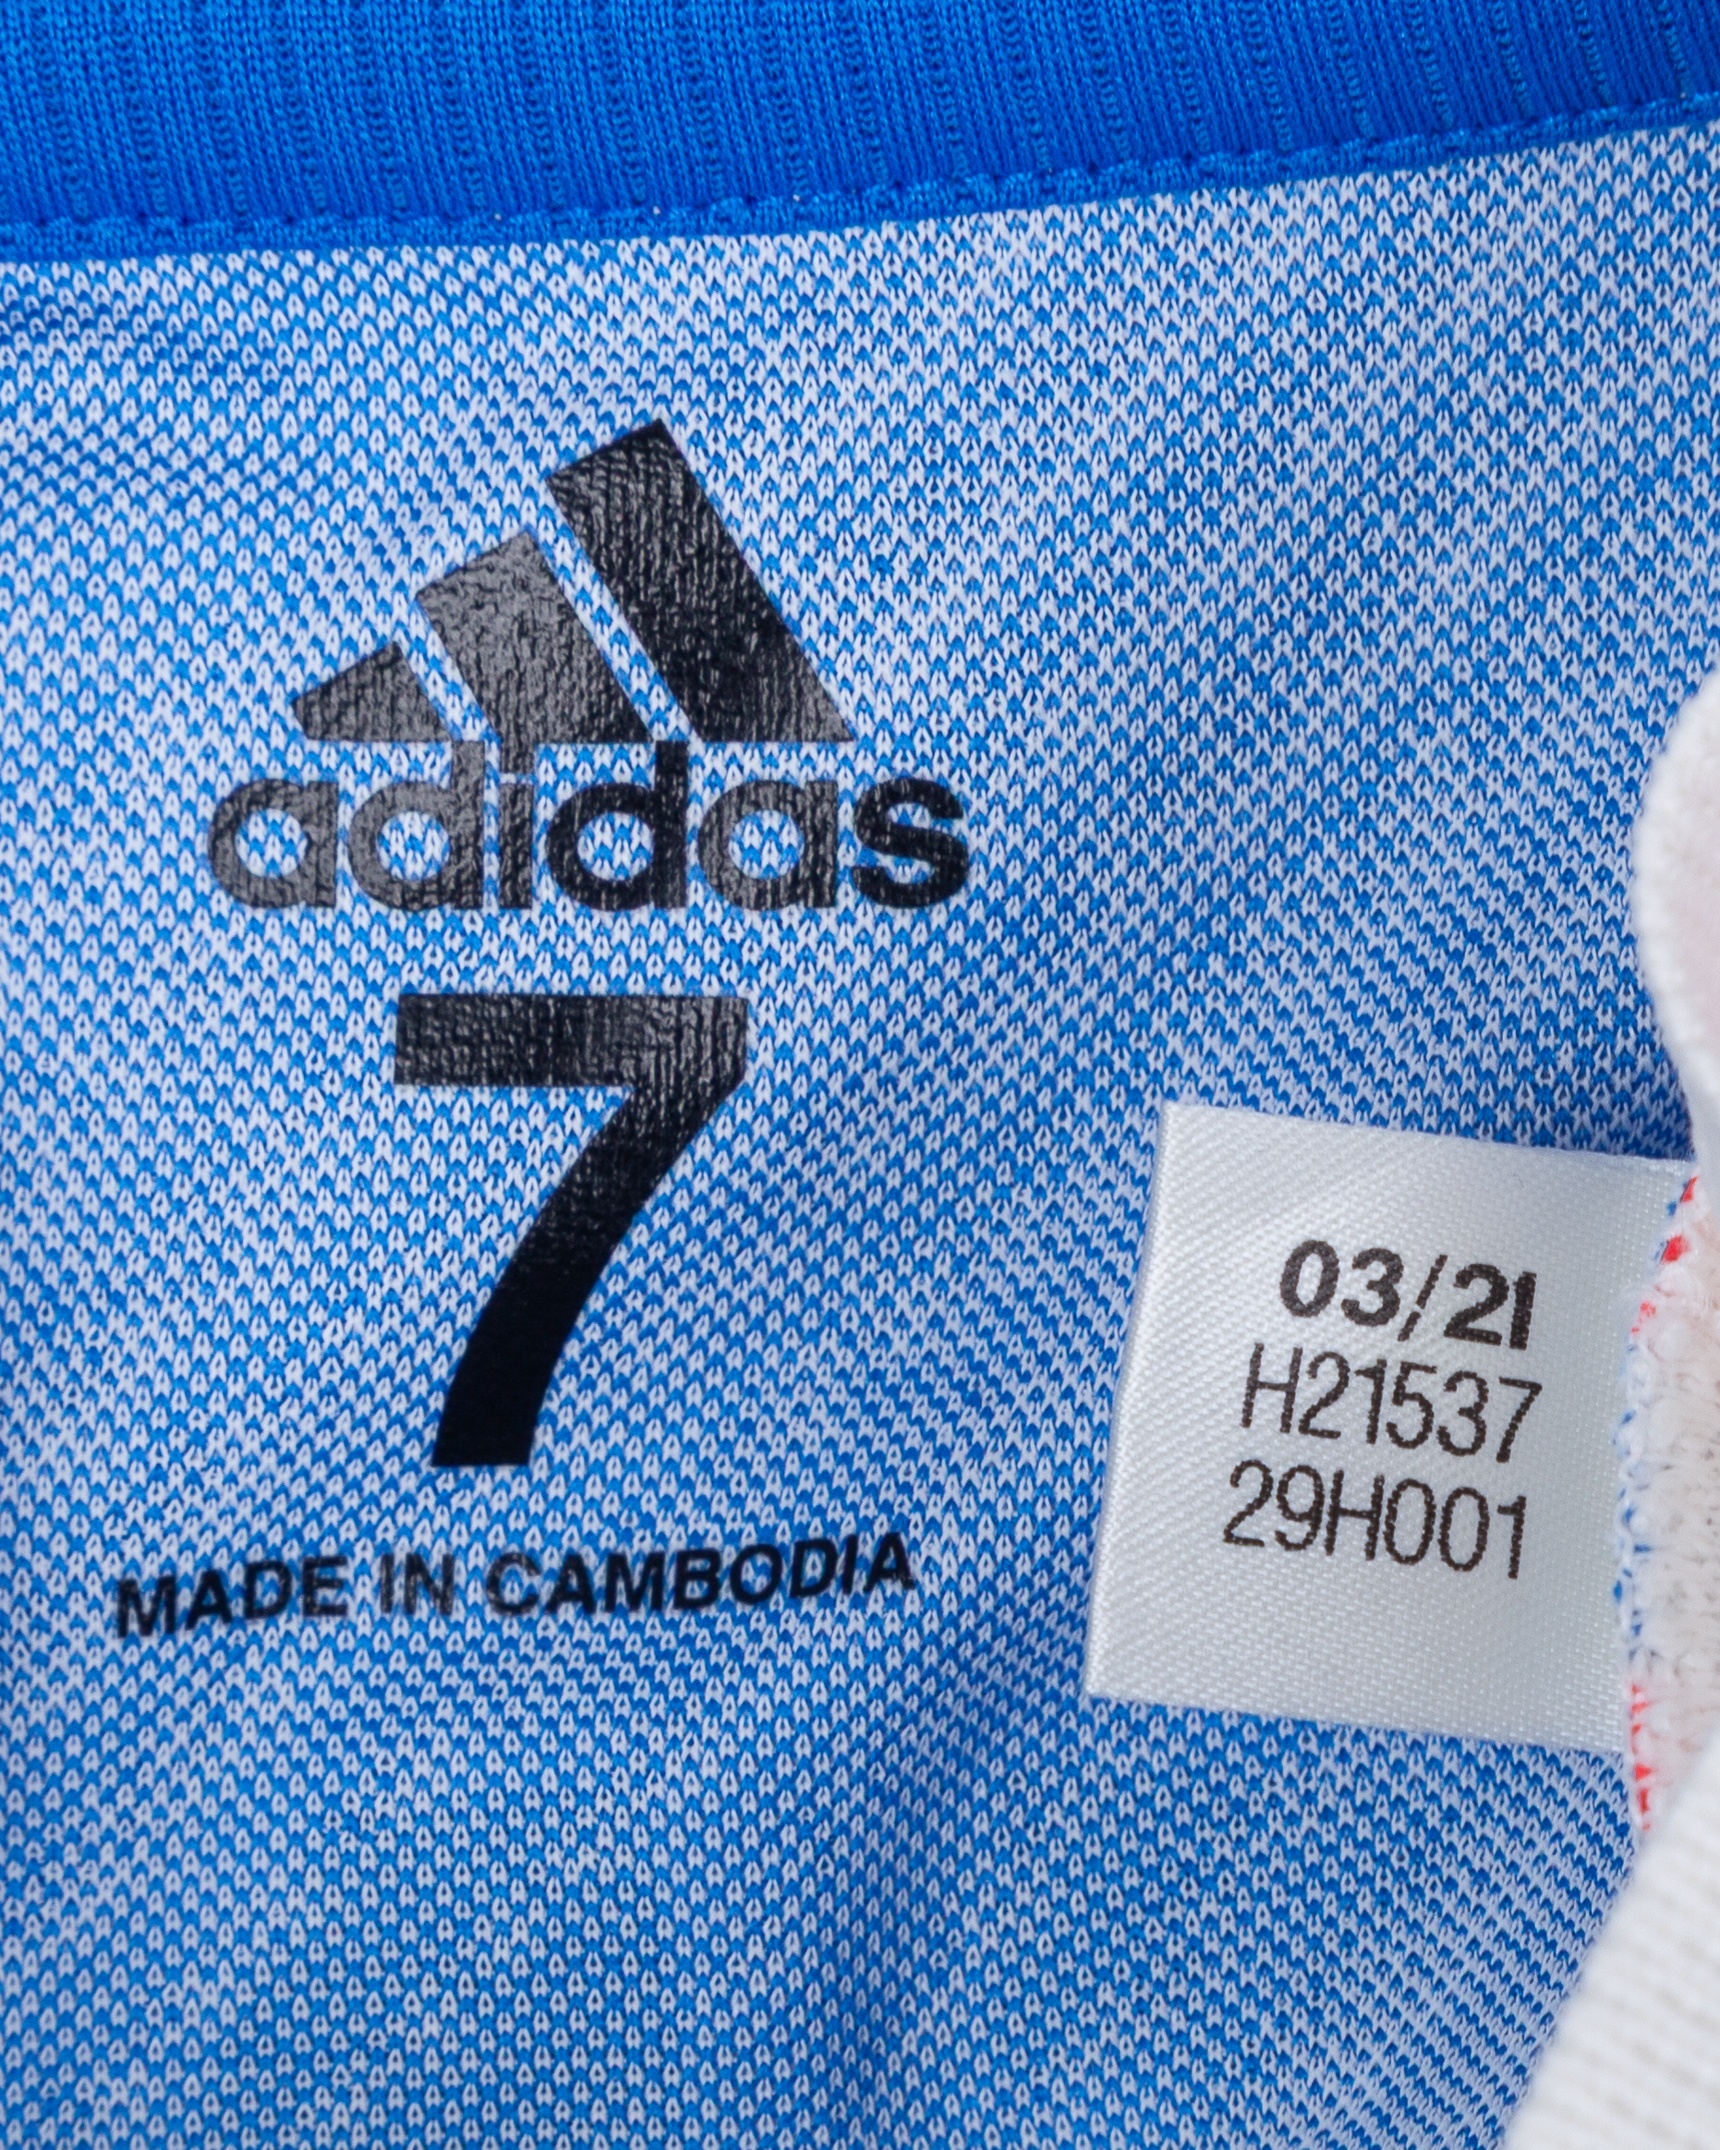 adidas
7
MADE IN CAMBODIA
03/21
H21537
29H001